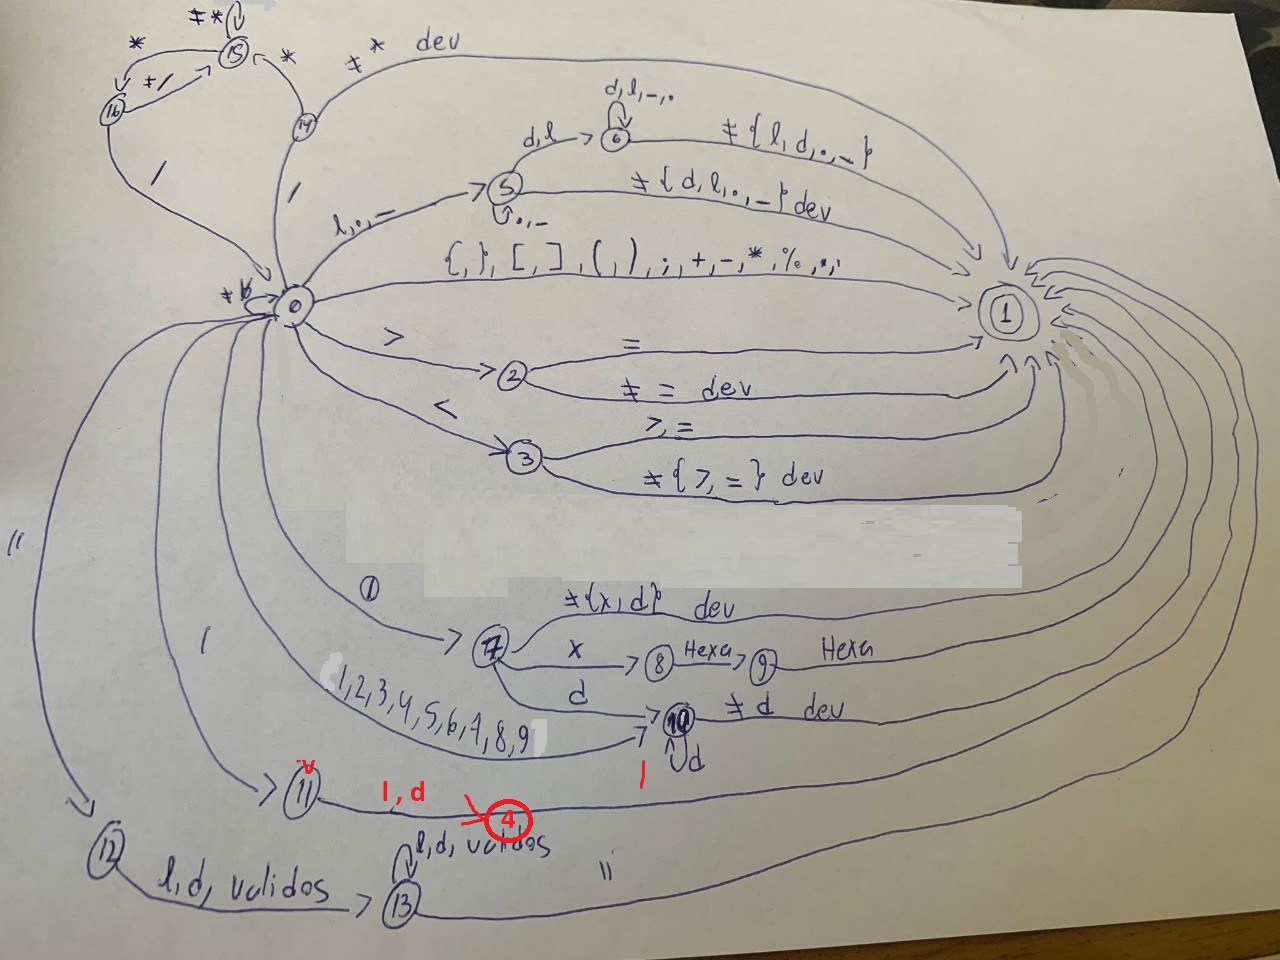 ≠*
15
*
*
≠/
16
14
/
/
≠* dev
d, l, _, .
6
d, l
≠ { l, d, ., _ }
5
≠ { d, l, ., _ } dev
l, ., _
., _
{, }, [, ], (, ), ;, +, -, *, %, ., ,
0
1
>
2
=
≠ = dev
<
3
>, =
≠ { >, = } dev
"
0
≠{x, d} dev
7
x
8
Hexa
9
Hexa
d
10
≠ d dev
d
1, 2, 3, 4, 5, 6, 7, 8, 9
'
11
l, d
4
'
12
l, d, validos
13
l, d, validos
"